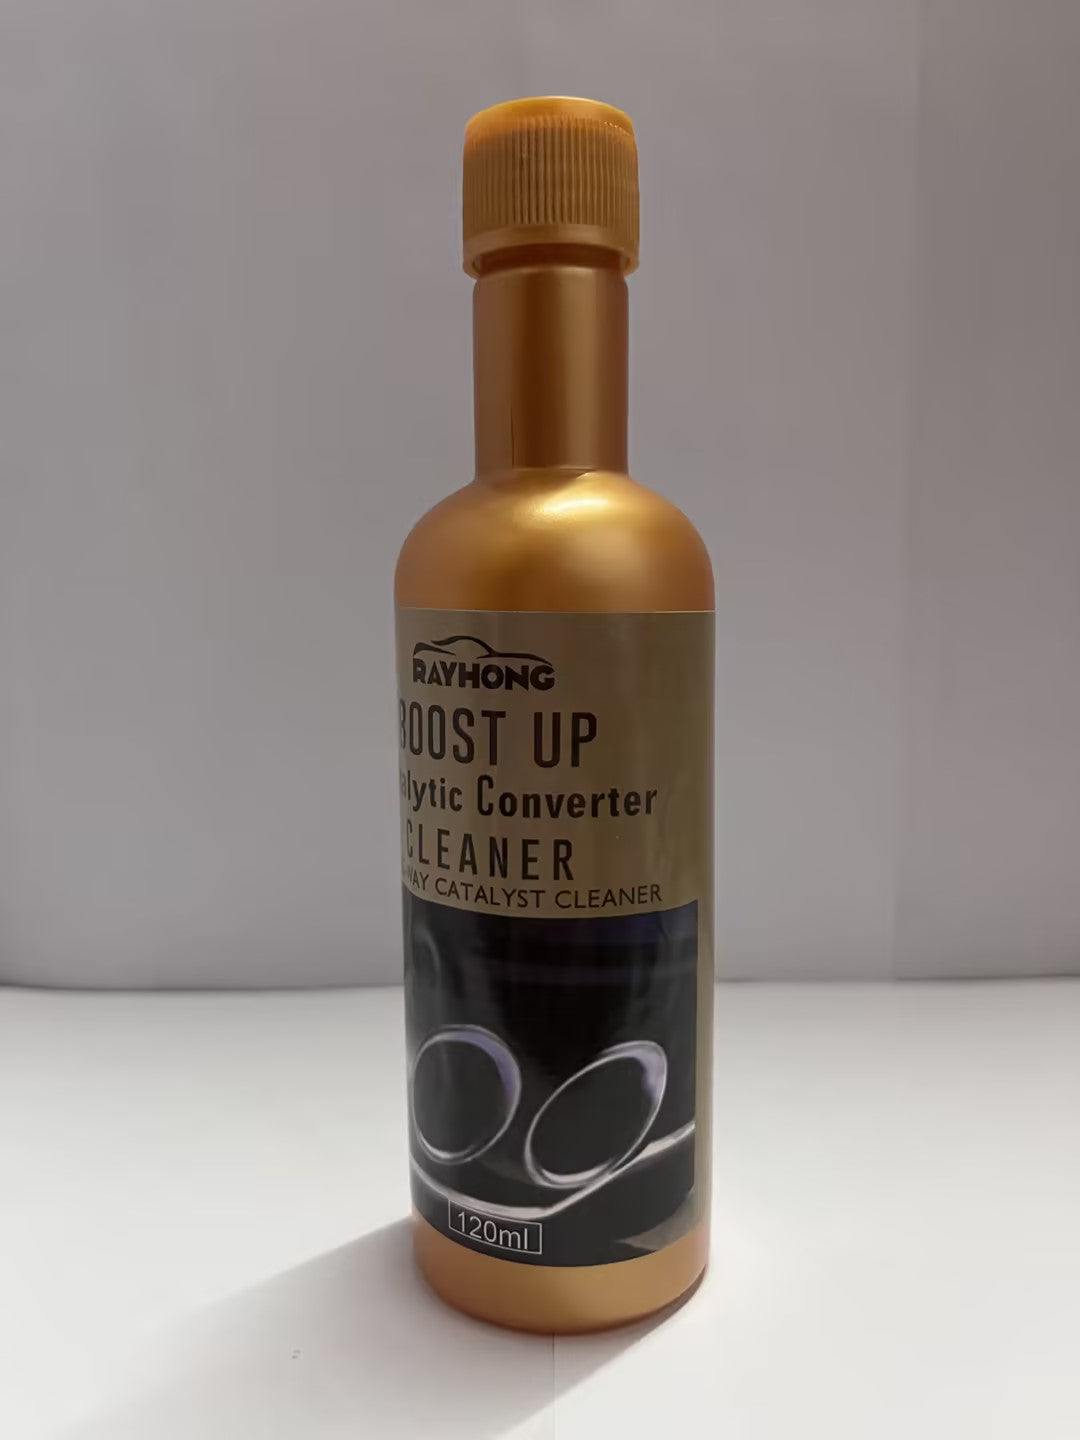 RAYHONG
BOOST UP
alytic Converter
CLEANER
WAY CATALYST CLEANER
120ml